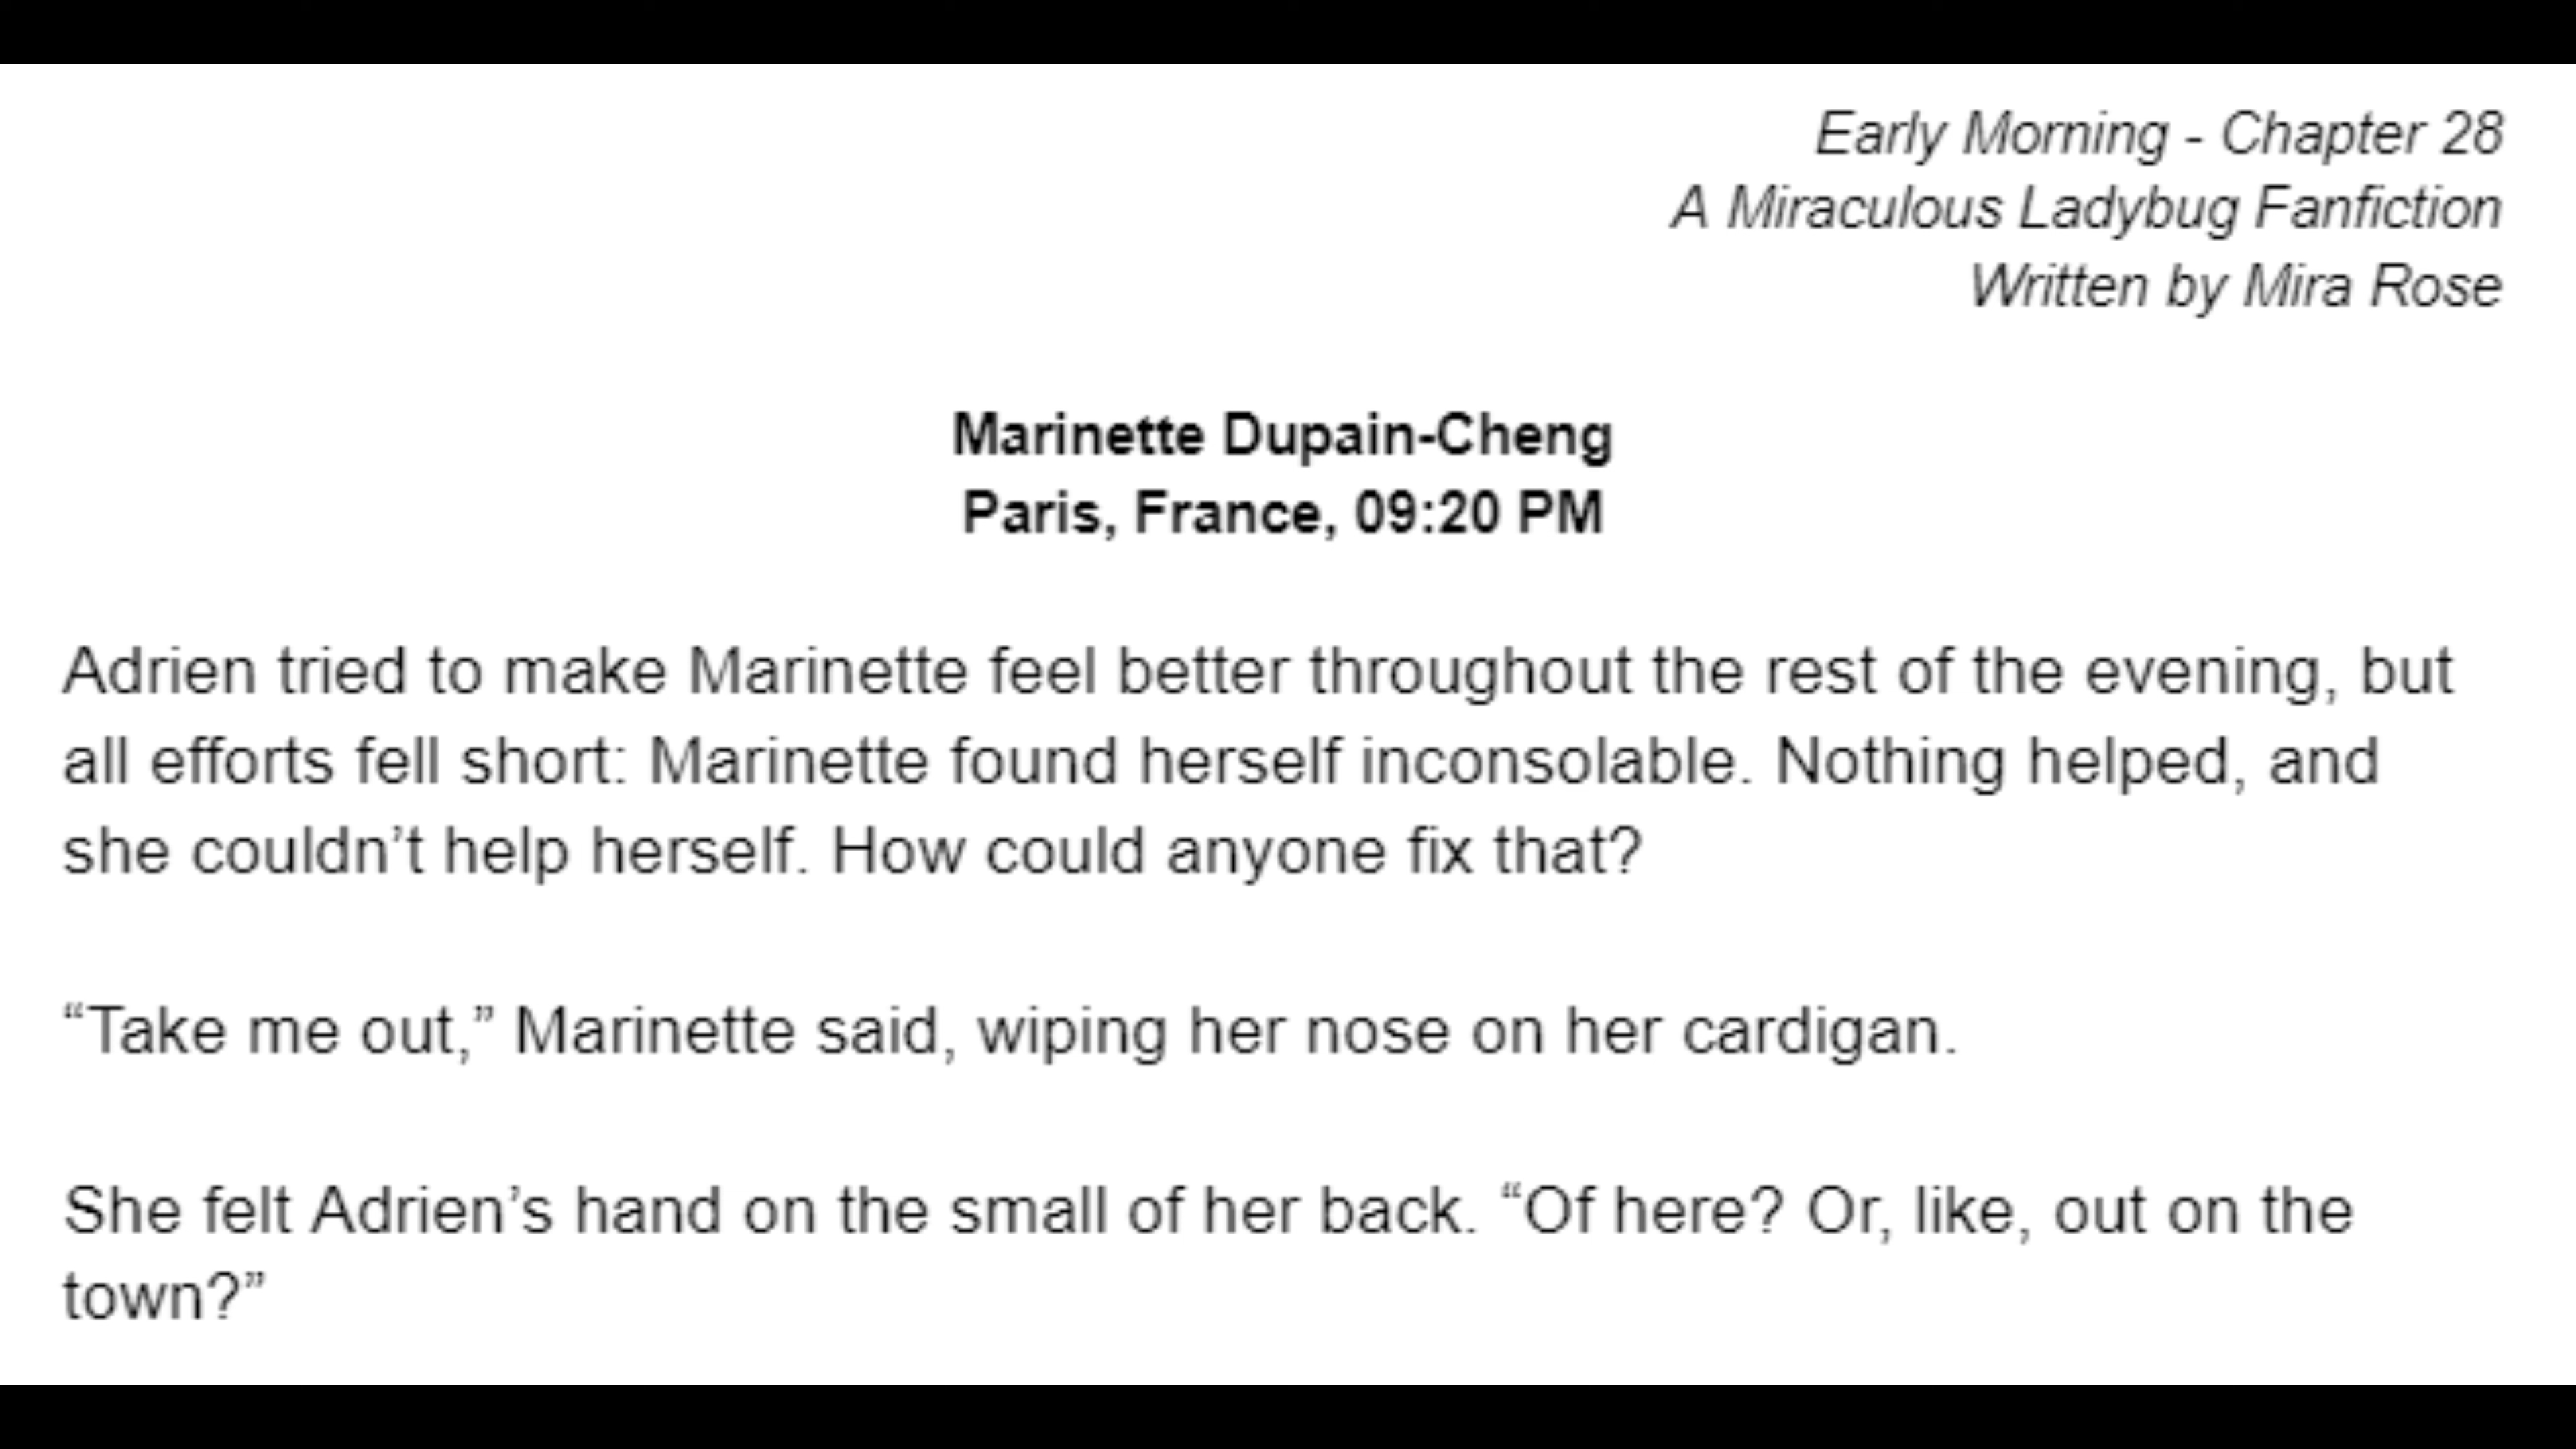 Early Morning - Chapter 28
A Miraculous Ladybug Fanfiction
Written by Mira Rose
Marinette Dupain-Cheng
Paris, France, 09:20 PM
Adrien tried to make Marinette feel better throughout the rest of the evening, but
all efforts fell short: Marinette found herself inconsolable. Nothing helped, and
she couldn’t help herself. How could anyone fix that?
“Take me out,” Marinette said, wiping her nose on her cardigan.
She felt Adrien’s hand on the small of her back. “Of here? Or, like, out on the
town?”